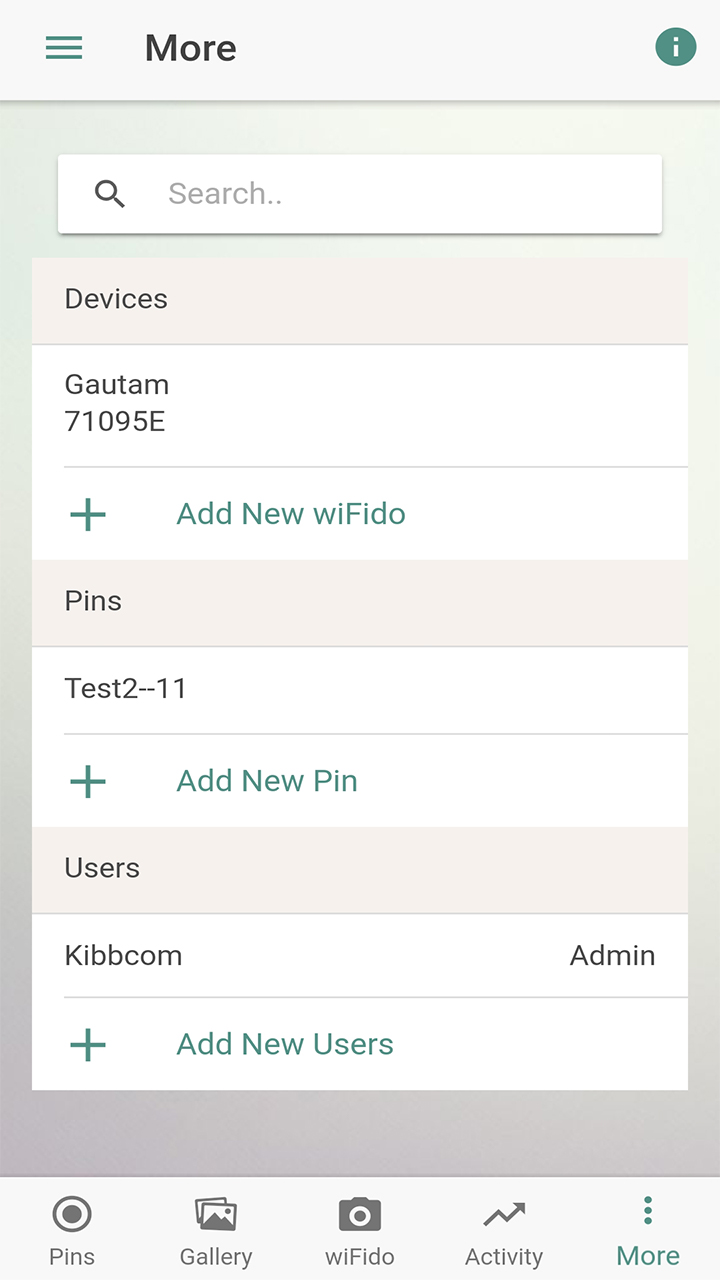 More
Search..
Devices
Gautam
71095E
Add New wiFido
Pins
Test2--11
Add New Pin
Users
Kibbcom Admin
Add New Users
Pins Gallery wiFido Activity More